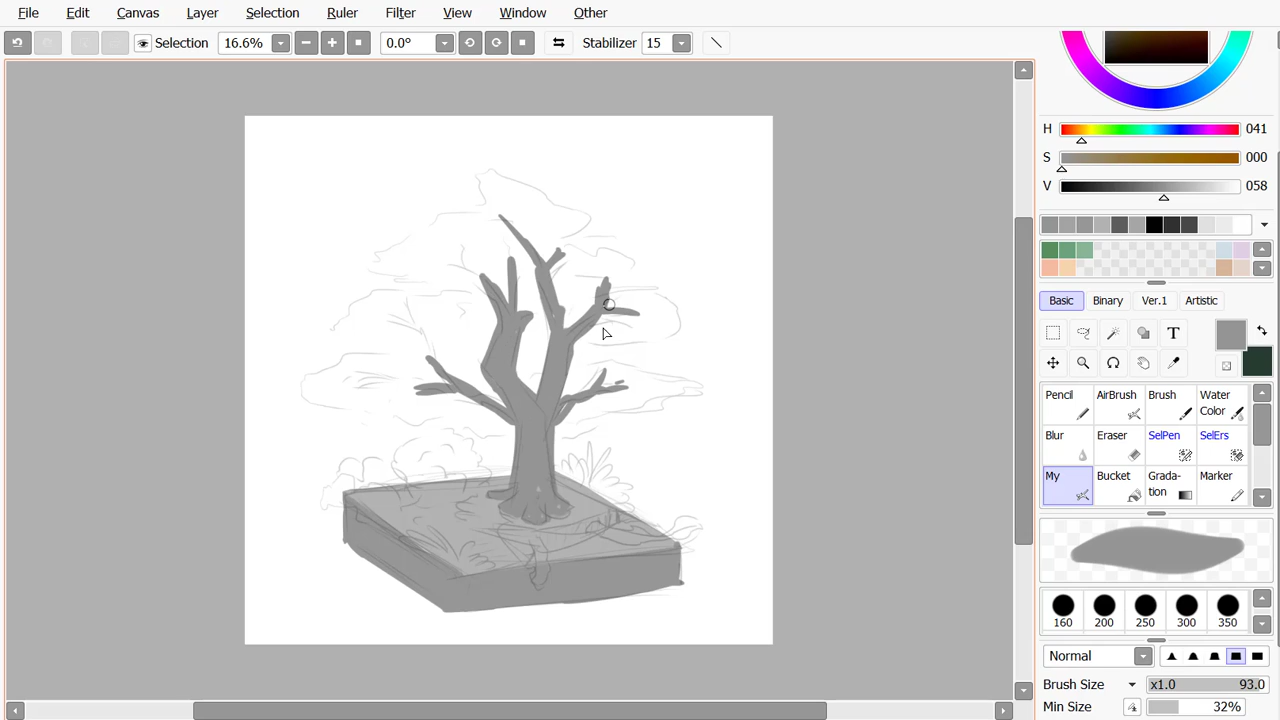 File Edit Canvas Layer Selection Ruler Filter View Window Other
Selection 16.6% 0.0° Stabilizer 15
H 041
S 000
V 058
Basic Binary Ver.1 Artistic
T
Pencil AirBrush Brush Water Color
Blur Eraser SelPen SelErs
My Bucket Grada-tion Marker
160 200 250 300 350
Normal
Brush Size x1.0 93.0
Min Size 32%